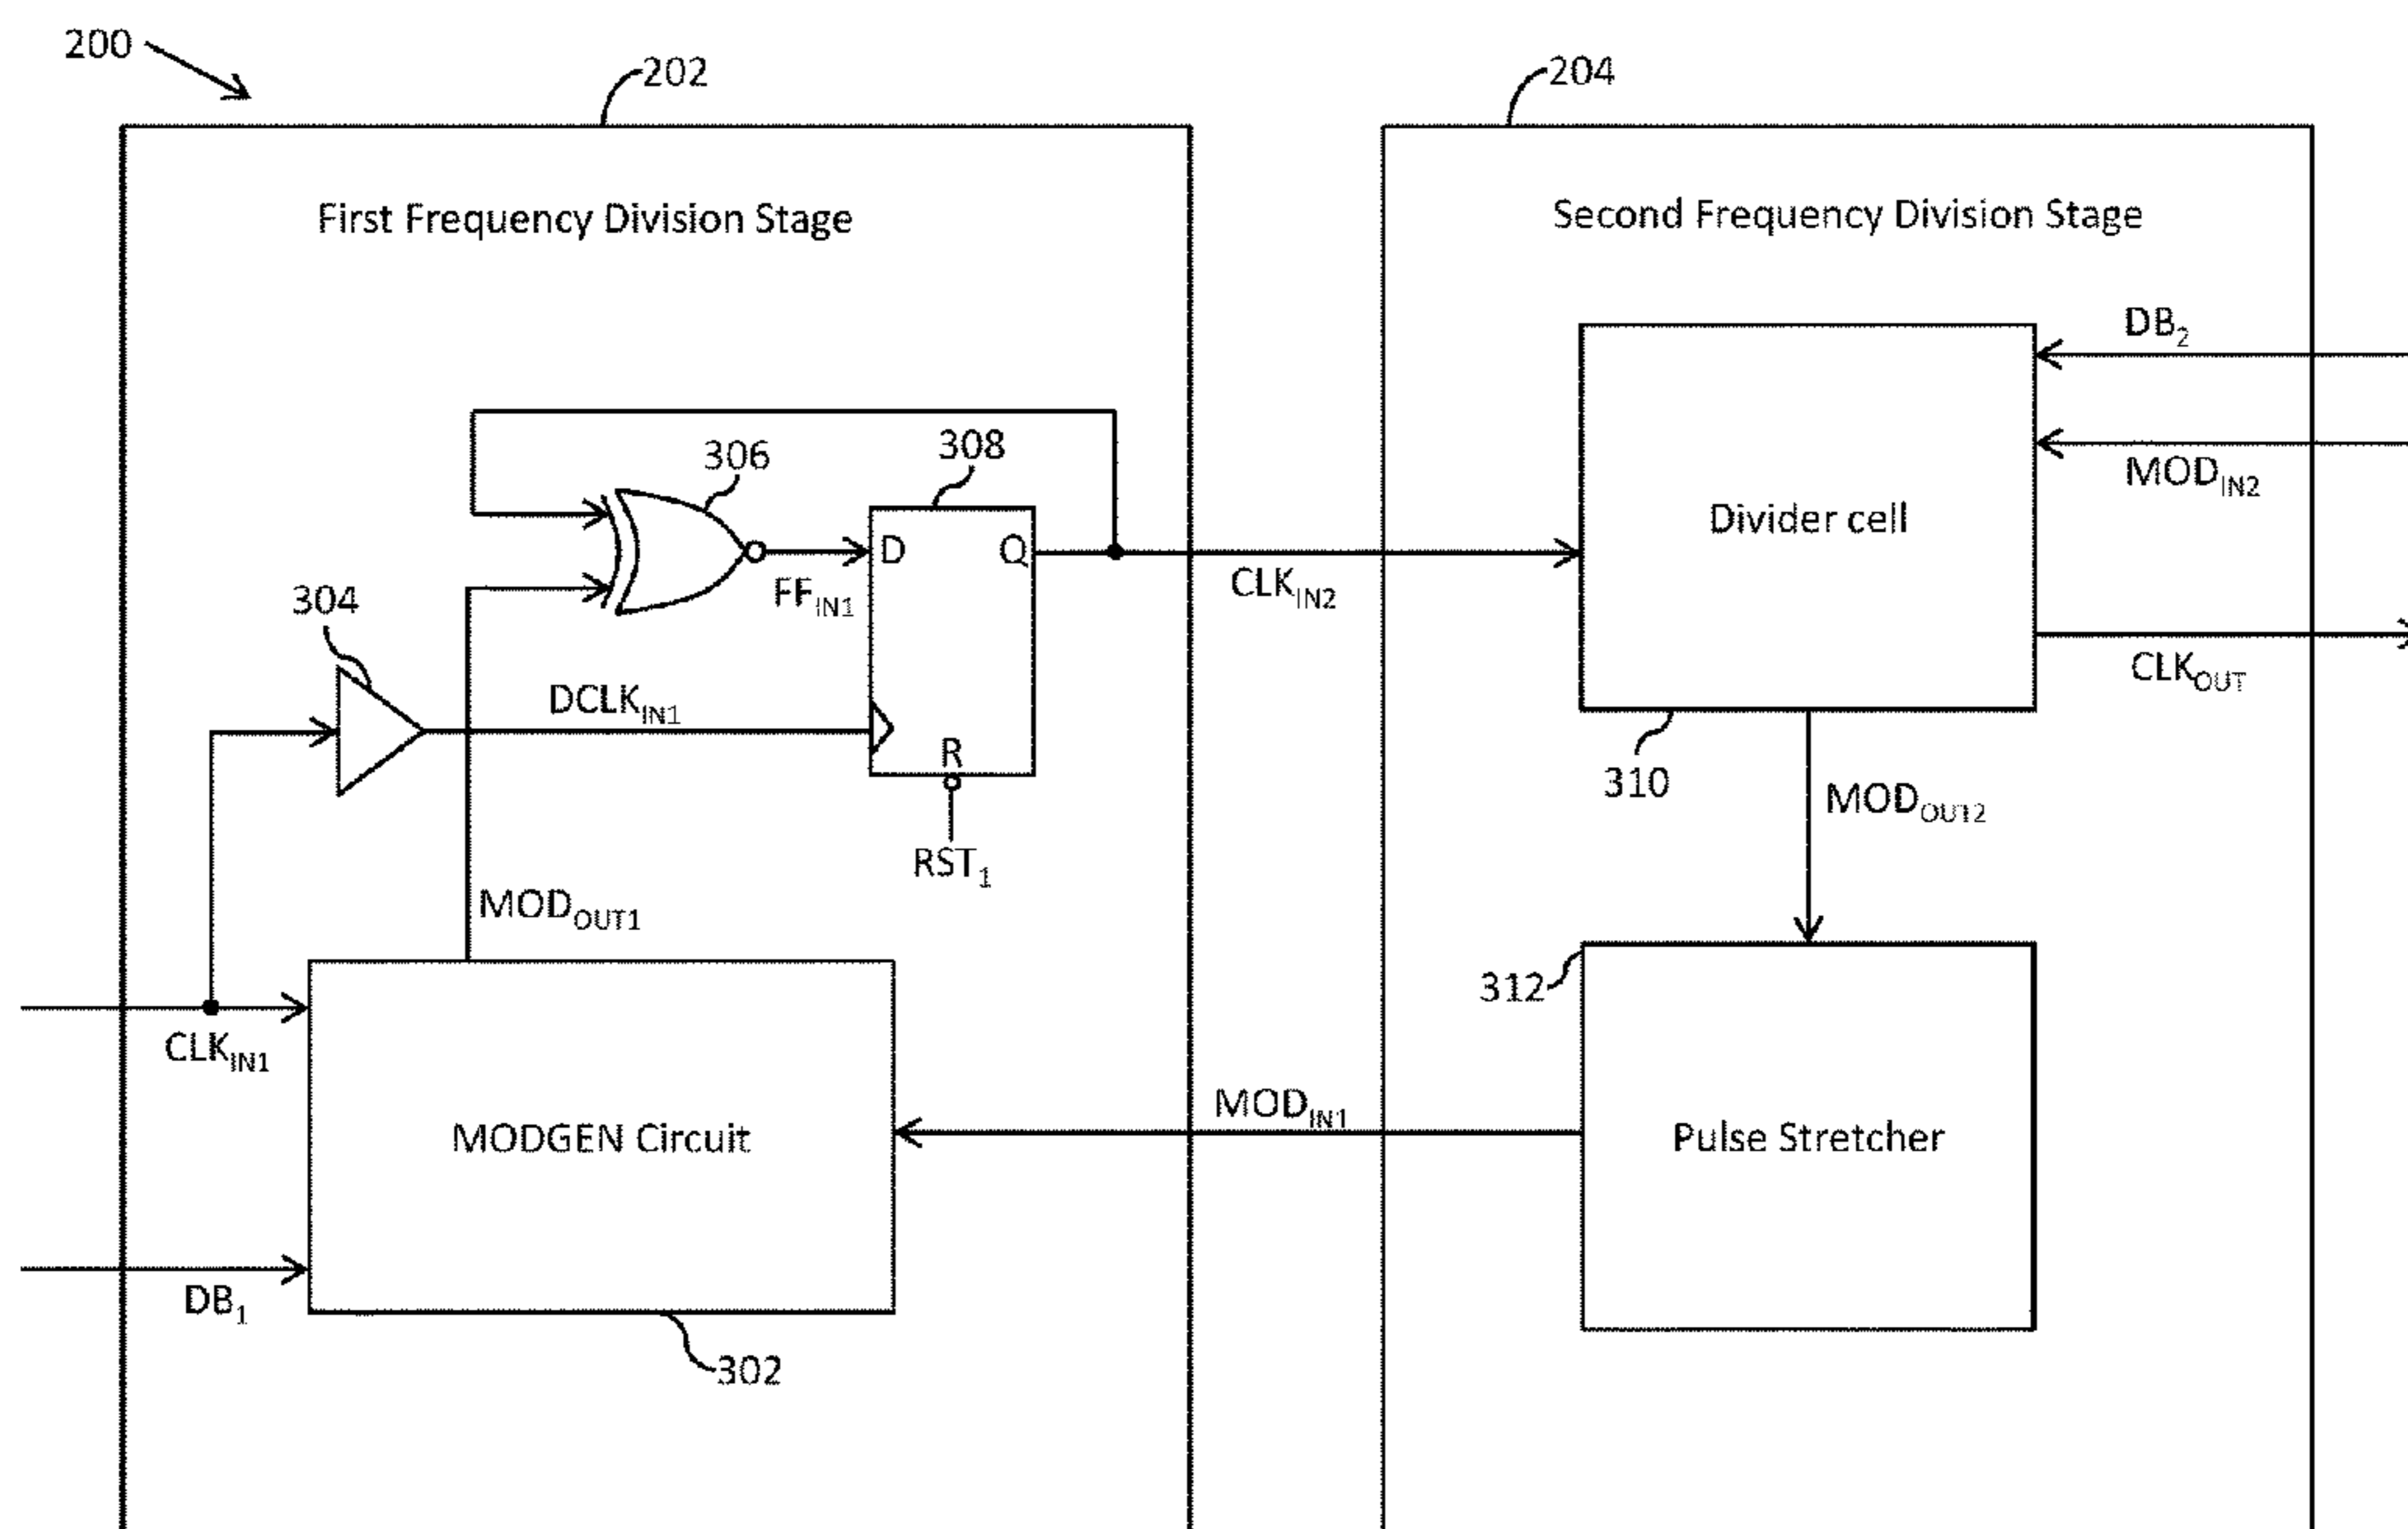 200
202
204
First Frequency Division Stage
Second Frequency Division Stage
DB2
MODIN2
306
308
D
Q
Divider cell
FFIN1
CLKIN2
304
DCLKIN1
CLKOUT
R
310
MODOUT2
RST1
MODOUT1
312
CLKIN1
MODIN1
MODGEN Circuit
Pulse Stretcher
DB1
302